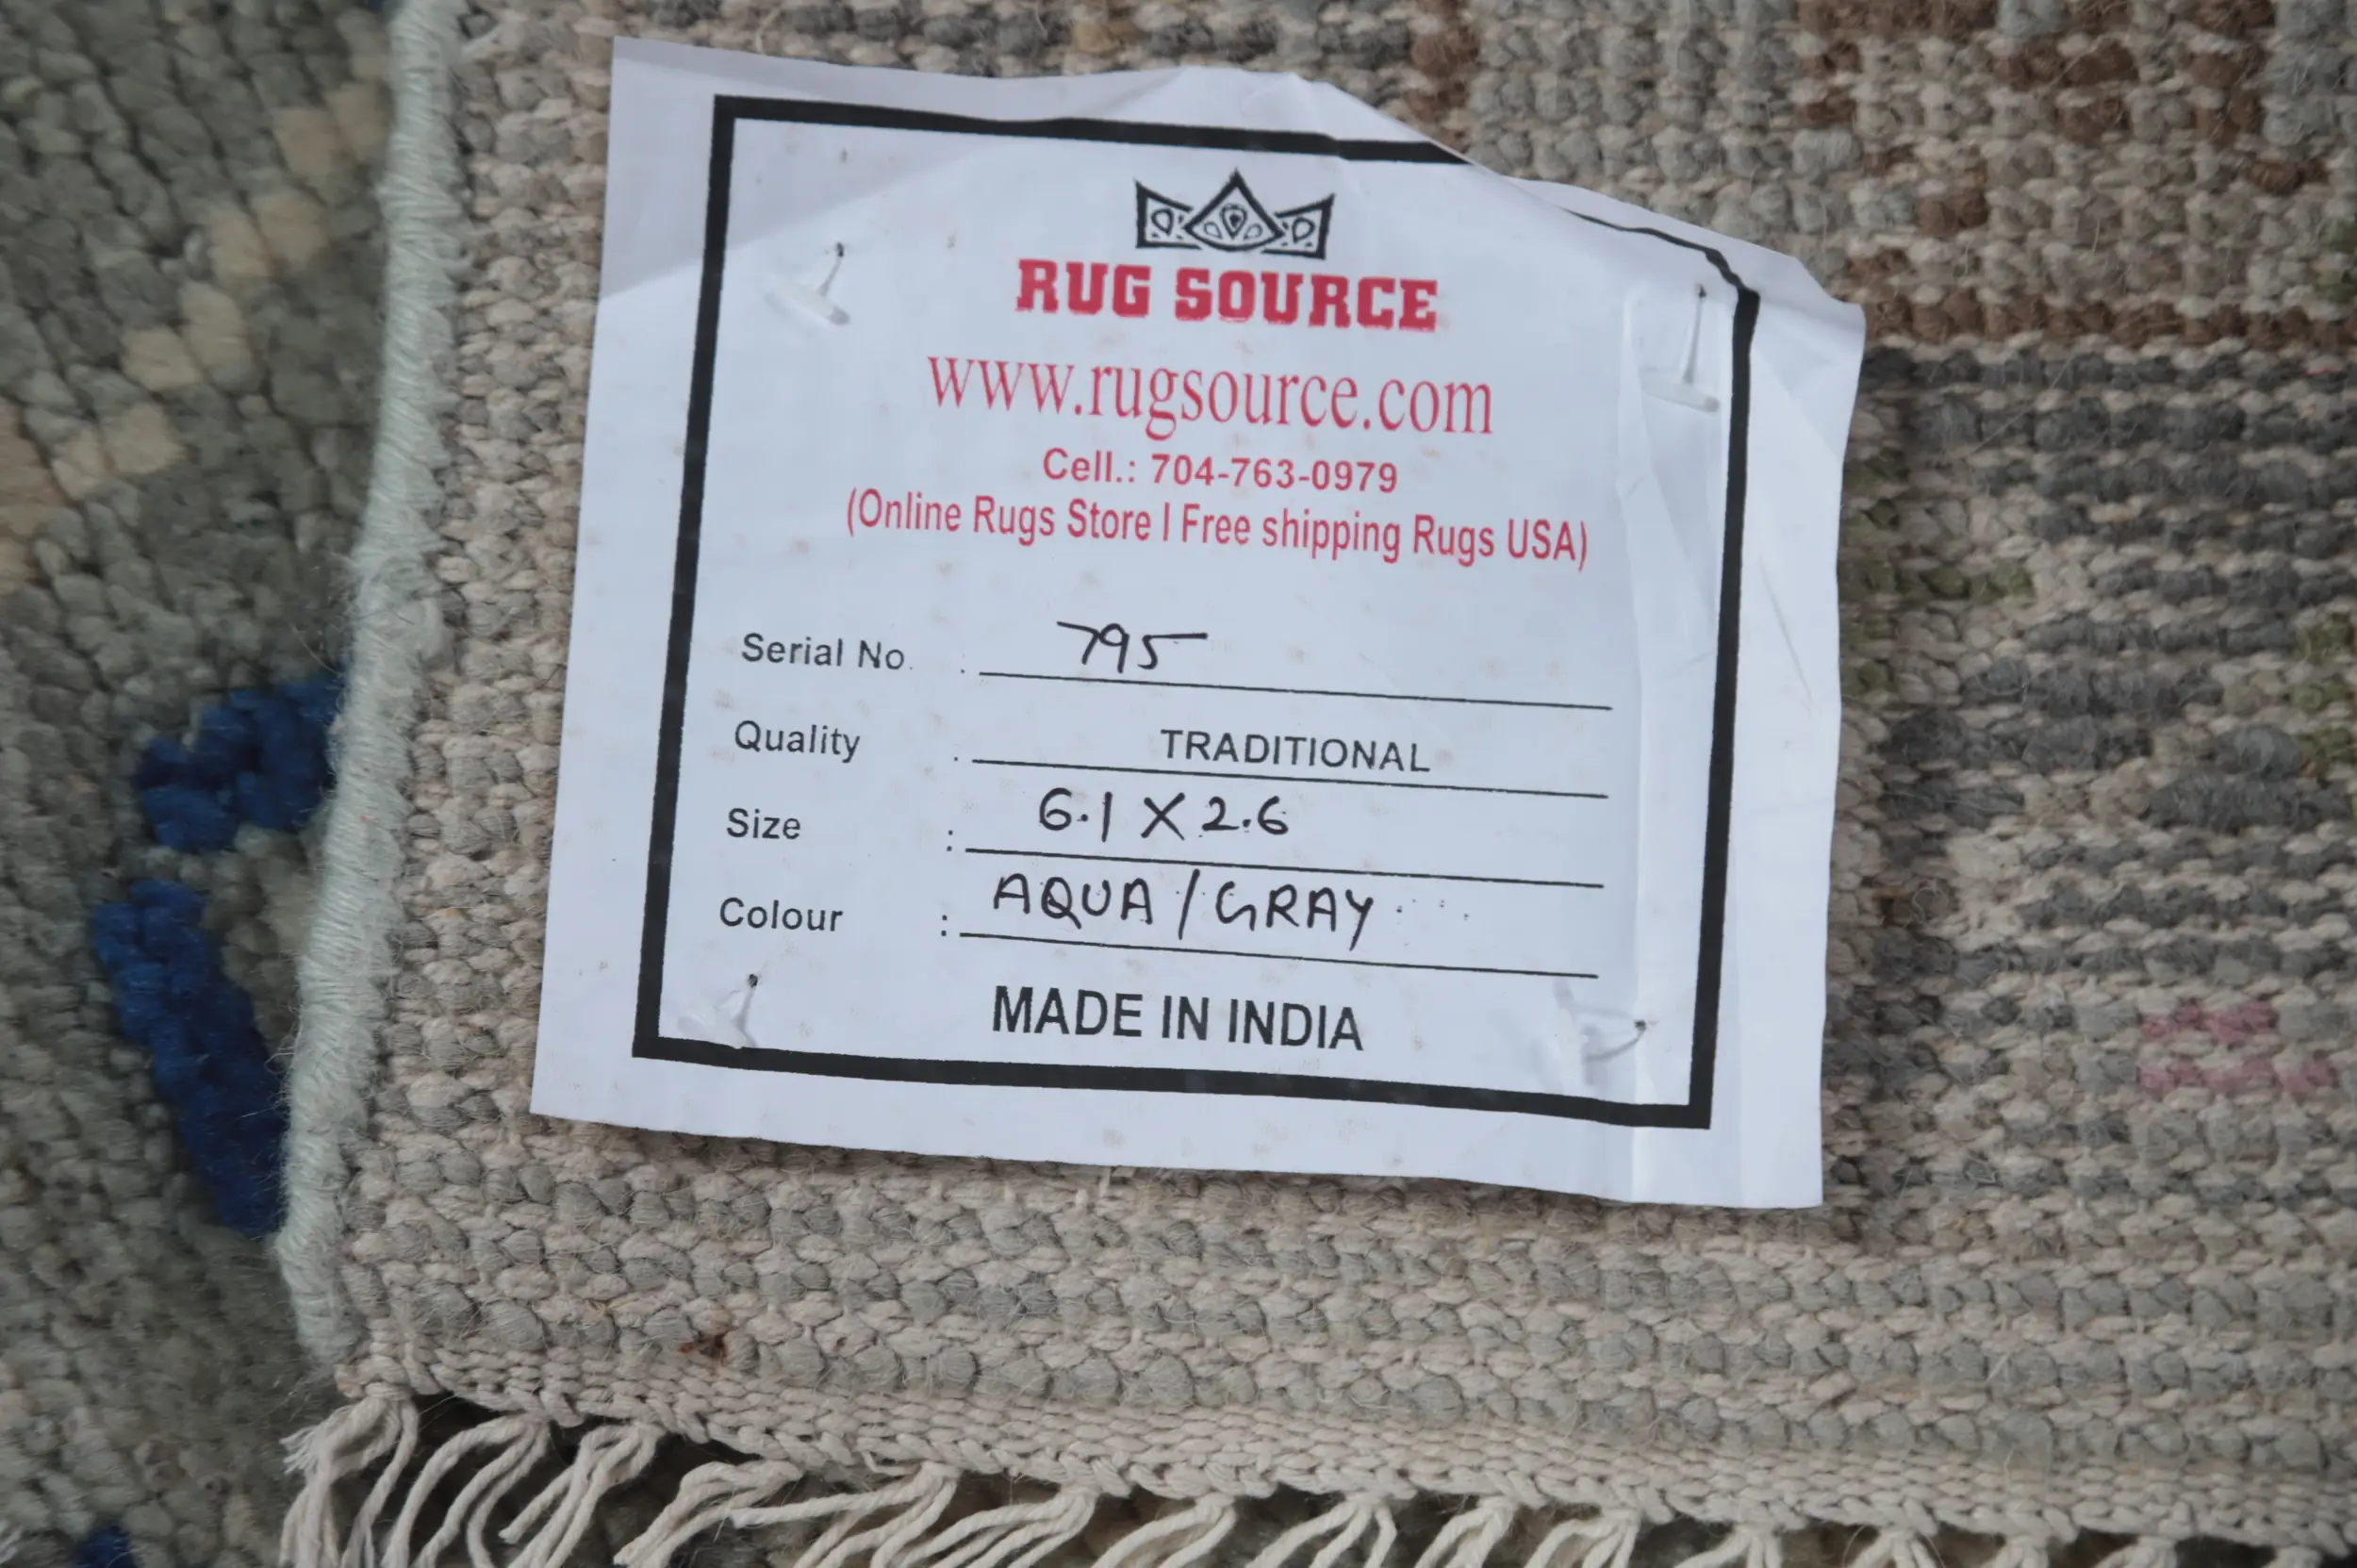 RUG SOURCE
www.rugsource.com
Cell.: 704-763-0979
(Online Rugs Store I Free shipping Rugs USA)
Serial No. . 795
Quality . TRADITIONAL
Size : 6.1 X 2.6
Colour : AQUA / GRAY
MADE IN INDIA